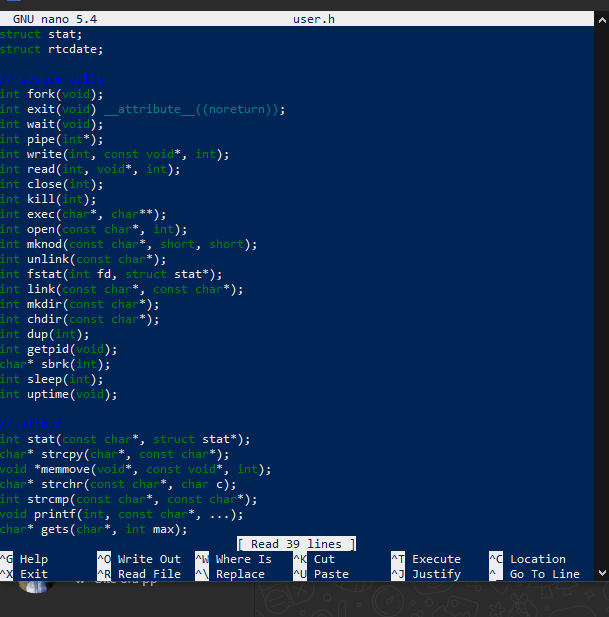 GNU nano 5.4 user.h
struct stat;
struct rtcdate;
// system calls
int fork(void);
int exit(void) __attribute__((noreturn));
int wait(void);
int pipe(int*);
int write(int, const void*, int);
int read(int, void*, int);
int close(int);
int kill(int);
int exec(char*, char**);
int open(const char*, int);
int mknod(const char*, short, short);
int unlink(const char*);
int fstat(int fd, struct stat*);
int link(const char*, const char*);
int mkdir(const char*);
int chdir(const char*);
int dup(int);
int getpid(void);
char* sbrk(int);
int sleep(int);
int uptime(void);
//
int stat(const char*, struct stat*);
char* strcpy(char*, const char*);
void *memmove(void*, const void*, int);
char* strchr(const char*, char c);
int strcmp(const char*, const char*);
void printf(int, const char*, ...);
char* gets(char*, int max);
[ Read 39 lines ]
^G Help ^O Write Out ^W Where Is ^K Cut ^T Execute ^C Location
^X Exit ^R Read File ^\ Replace ^U Paste ^J Justify ^_ Go To Line